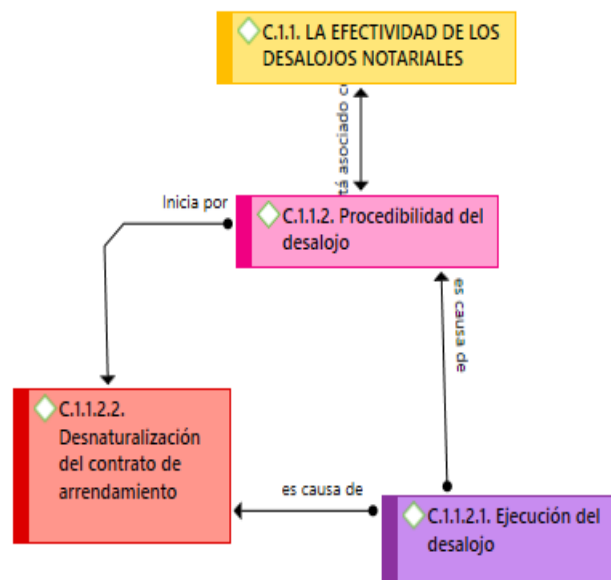 C.1.1. LA EFECTIVIDAD DE LOS
DESALOJOS NOTARIALES
tá asociado c
Inicia por
C.1.1.2. Procedibilidad del
desalojo
es causa de
C.1.1.2.2.
Desnaturalización
del contrato de
arrendamiento
es causa de
C.1.1.2.1. Ejecución del
desalojo